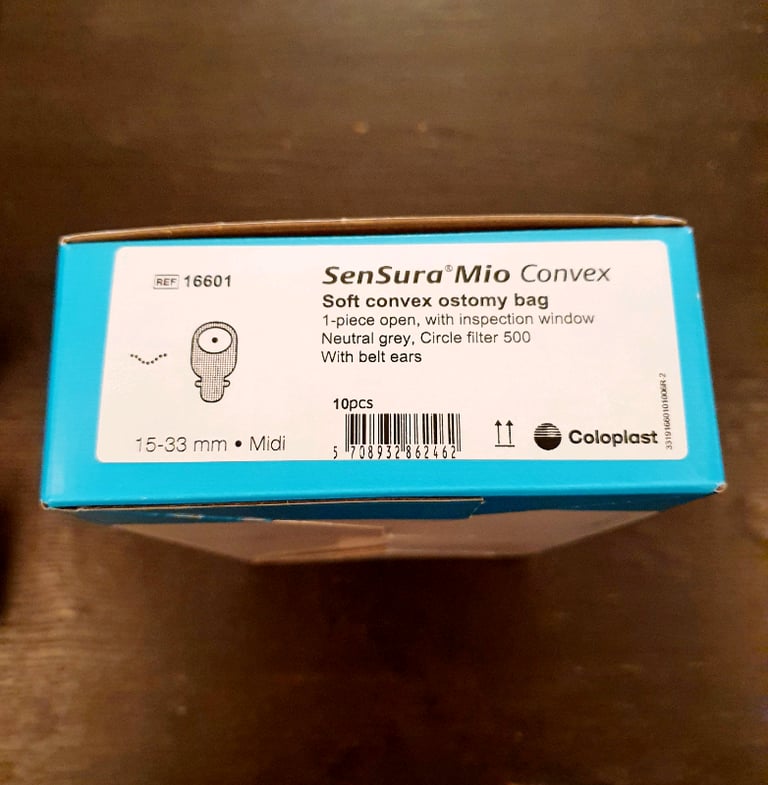 REF 16601
SenSura® Mio Convex
Soft convex ostomy bag
1-piece open, with inspection window
Neutral grey, Circle filter 500
With belt ears
10pcs
5 708932 862462
15-33 mm • Midi
Coloplast